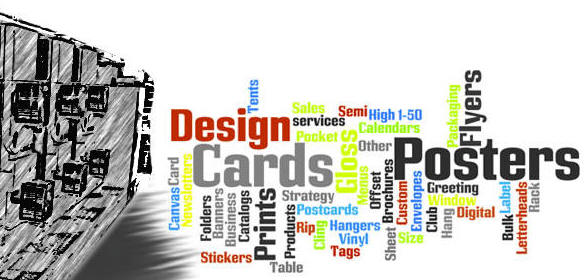 Tents
Sales
services
Semi
High 1-50
Packaging
Flyers
Design
Pocket
Calendars
Gloss
Other
Cards
Posters
Canvas
Card
Newsletters
Menus
Offset
Brochures
Custom
Envelopes
Greeting
Window
Label
Rack
Folders
Banners
Business
Catalogs
Prints
Strategy
Products
Postcards
Rip
Cling
Hangers
Vinyl
Tags
Sheet
Size
Club
Hang
Digital
Bulk
Letterheads
Stickers
Table